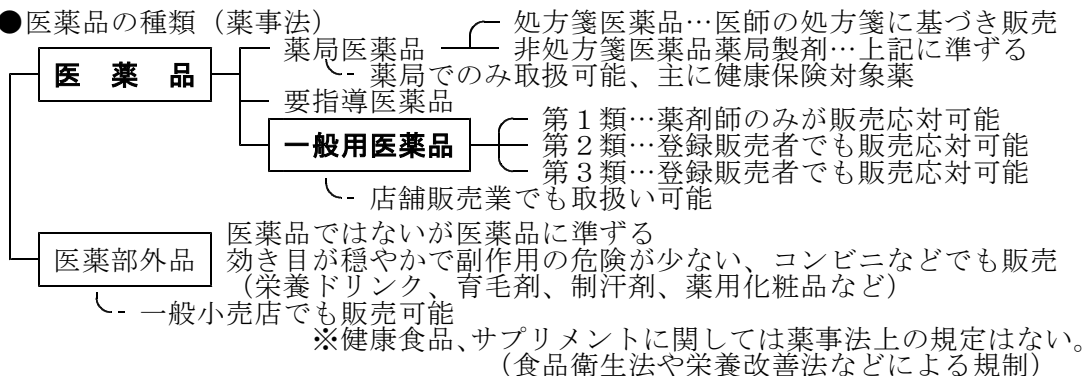 ●医薬品の種類（薬事法）
処方箋医薬品…医師の処方箋に基づき販売
薬局医薬品
非処方箋医薬品薬局製剤…上記に準ずる
医薬品
薬局でのみ取扱可能、主に健康保険対象薬
要指導医薬品
第１類…薬剤師のみが販売応対可能
一般用医薬品
第２類…登録販売者でも販売応対可能
第３類…登録販売者でも販売応対可能
店舗販売業でも取扱い可能
医薬品ではないが医薬品に準ずる
医薬部外品
効き目が穏やかで副作用の危険が少ない、コンビニなどでも販売
（栄養ドリンク、育毛剤、制汗剤、薬用化粧品など）
一般小売店でも販売可能
※健康食品、サプリメントに関しては薬事法上の規定はない。
（食品衛生法や栄養改善法などによる規制）